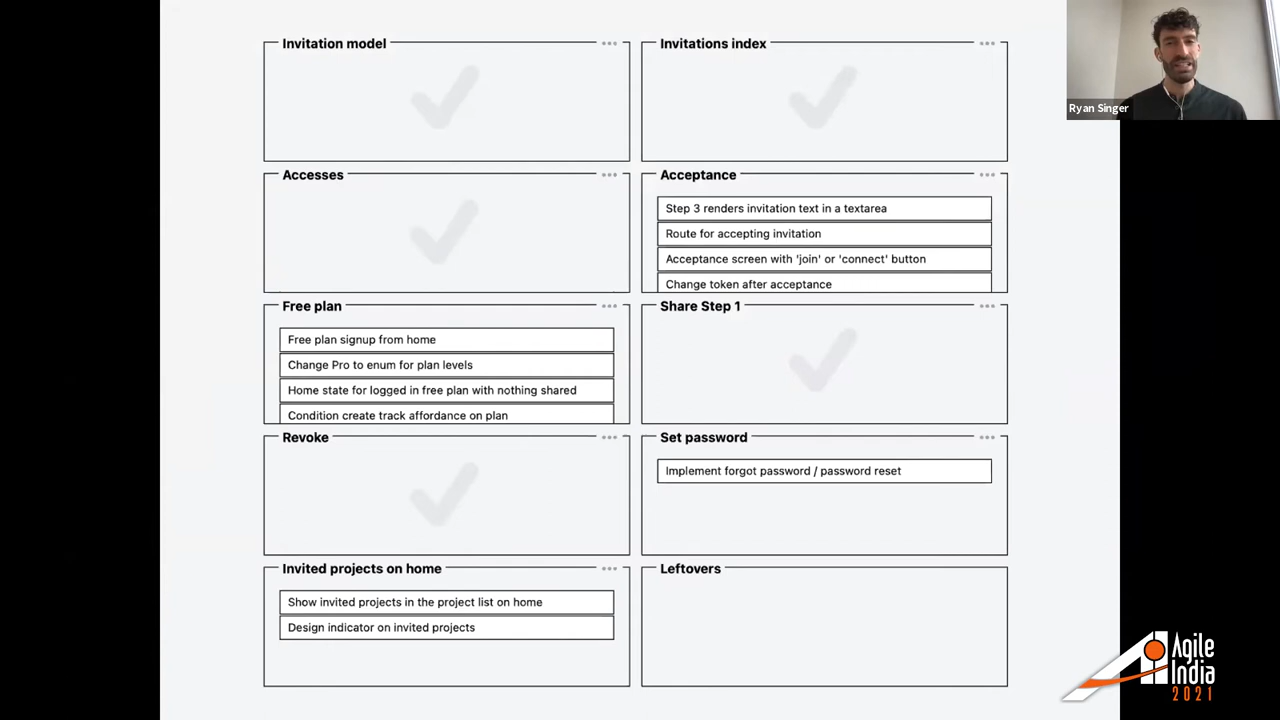 Invitation model
Invitations index
Ryan Singer
Accesses
Acceptance
Step 3 renders invitation text in a textarea
Route for accepting invitation
Acceptance screen with 'join' or 'connect' button
Change token after acceptance
Free plan
Free plan signup from home
Change Pro to enum for plan levels
Home state for logged in free plan with nothing shared
Condition create track affordance on plan
Share Step 1
Revoke
Set password
Implement forgot password / password reset
Invited projects on home
Show invited projects in the project list on home
Design indicator on invited projects
Leftovers
Agile
India
2021